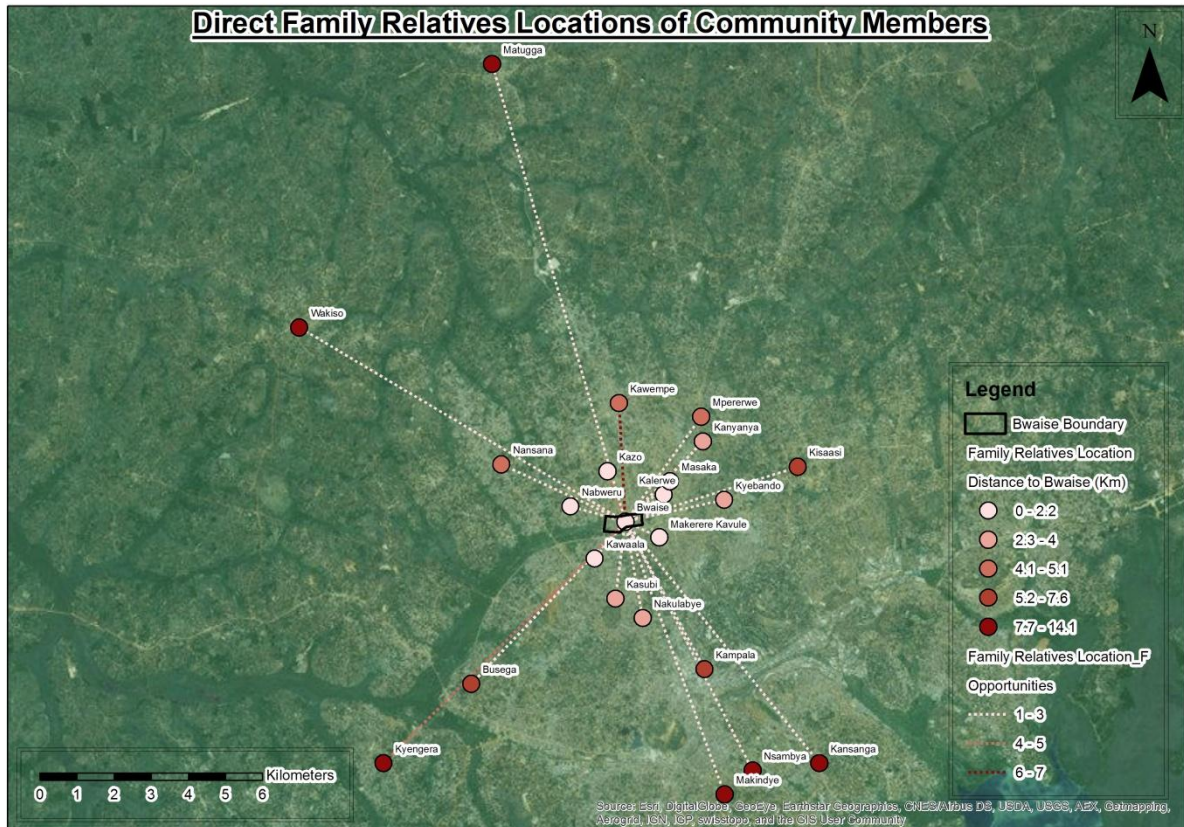 Direct Family Relatives Locations of Community Members
N
Matugga
Wakiso
Kawempe
Mpererwe
Kanyanya
Nansana
Kazo
Masaka
Kisaasi
Kalerwe
Kyebando
Nabweru
Bwaise
Makerere Kavule
Kawaala
Kasubi
Nakulabye
Busega
Kampala
Kyengera
Nsambya
Kansanga
Makindye
Legend
Bwaise Boundary
Family Relatives Location
Distance to Bwaise (Km)
0 - 2.2
2.3 - 4
4.1 - 5.1
5.2 - 7.6
7.7 - 14.1
Family Relatives Location_F
Opportunities
1 - 3
4 - 5
6 - 7
Kilometers
0 1 2 3 4 5 6
Source: Esri, DigitalGlobe, GeoEye, Earthstar Geographics, CNES/Airbus DS, USDA, USGS, AEX, Getmapping,
Aerogrid, IGN, IGP, swisstopo, and the GIS User Community